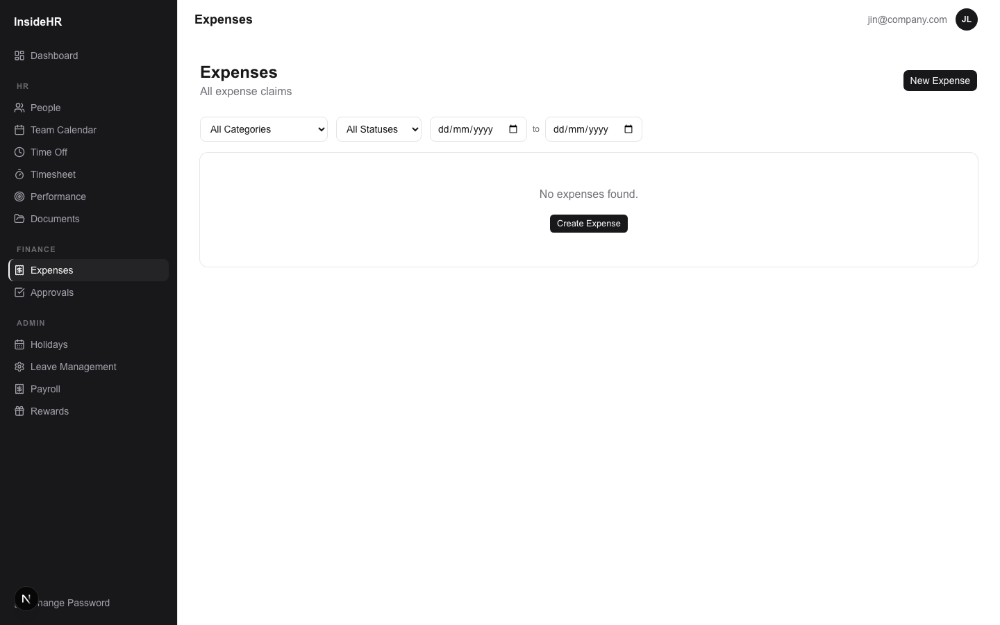 InsideHR
Dashboard
HR
People
Team Calendar
Time Off
Timesheet
Performance
Documents
FINANCE
Expenses
Approvals
ADMIN
Holidays
Leave Management
Payroll
Rewards
N
hange Password
Expenses
jin@company.com JL
Expenses
All expense claims
New Expense
All Categories All Statuses dd/mm/yyyy to dd/mm/yyyy
No expenses found.
Create Expense